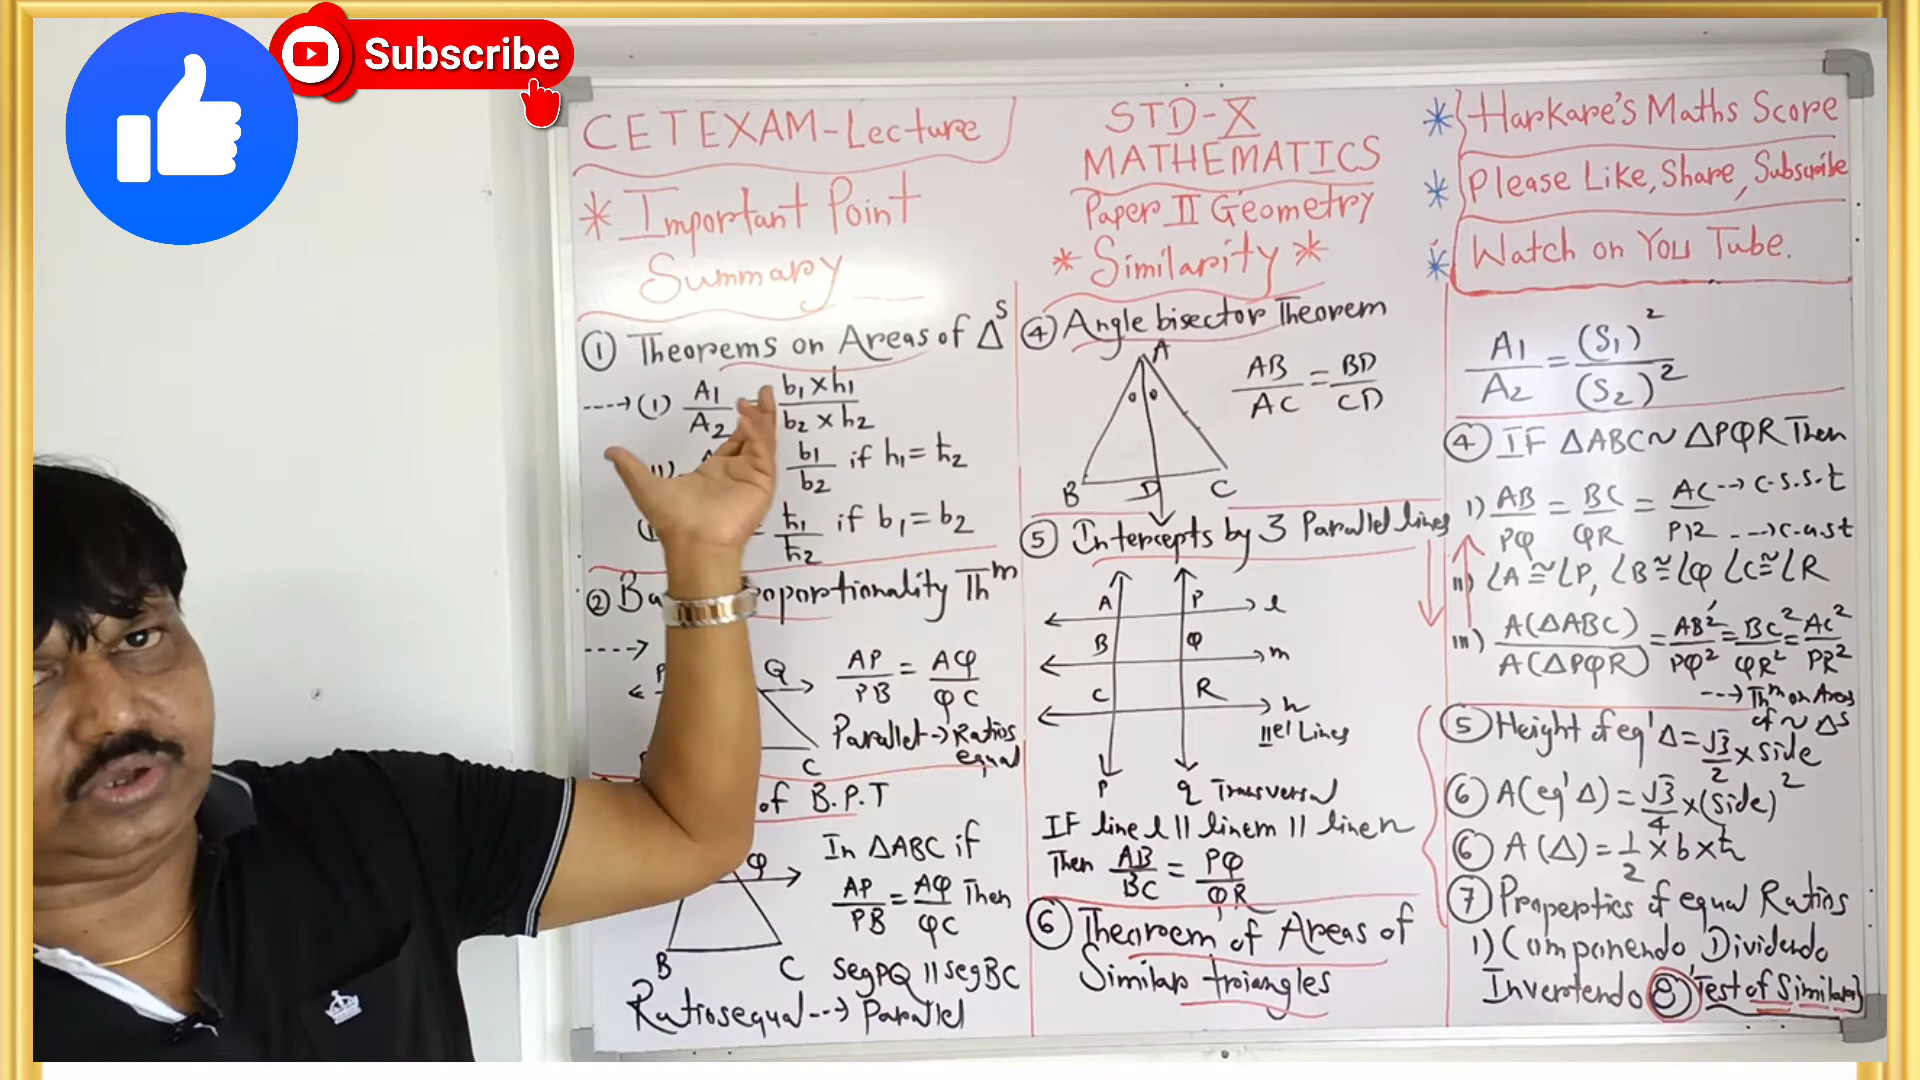 Subscribe
CET EXAM-Lecture
* Important Point
Summary
① Theorems on Areas of Δs
----> (1) A1/A2 = b1 x h1 / b2 x h2
b1/b2 if h1 = h2
= h1/h2 if b1 = b2
② Ba oportionality Thm
---->
Q
AP/PB = AQ/QC
Parallel -> Ratios
equal
C
of B.P.T
Q
In ΔABC if
AP/PB = AQ/QC Then
B C
seg PQ || seg BC
Ratios equal --> Parallel
STD-X
MATHEMATICS
Paper II Geometry
* Similarity *
④ Angle bisector Theorem
A
AB/AC = BD/CD
B D C
⑤ Intercepts by 3 Parallel lines
A P l
B Q m
C R n
||el Lines
P q Transversal
IF line l || line m || line n
Then AB/BC = PQ/QR
⑥ Thearoem of Areas of
Similar triangles
* Harkare's Maths Score
* Please Like, Share, Subscribe
* Watch on YOU Tube.
A1/A2 = (S1)²/(S2)²
④ IF ΔABC ~ ΔPQR Then
i) AB/PQ = BC/QR = AC/PR --> c.s.s.t
--> c.a.s.t
ii) ∠A ≅ ∠P, ∠B ≅ ∠Q ∠C ≅ ∠R
iii) A(ΔABC)/A(ΔPQR) = AB²/PQ² = BC²/QR² = AC²/PR²
---> Thm on Areas
of ~ Δs
⑤ Height of eq' Δ = √3/2 x side
⑥ A(eq' Δ) = √3/4 x (side)²
⑥ A(Δ) = 1/2 x b x h
⑦ Properties of equal Ratios
1) Componendo Dividendo
Invertendo ⑧ Test of Similarity